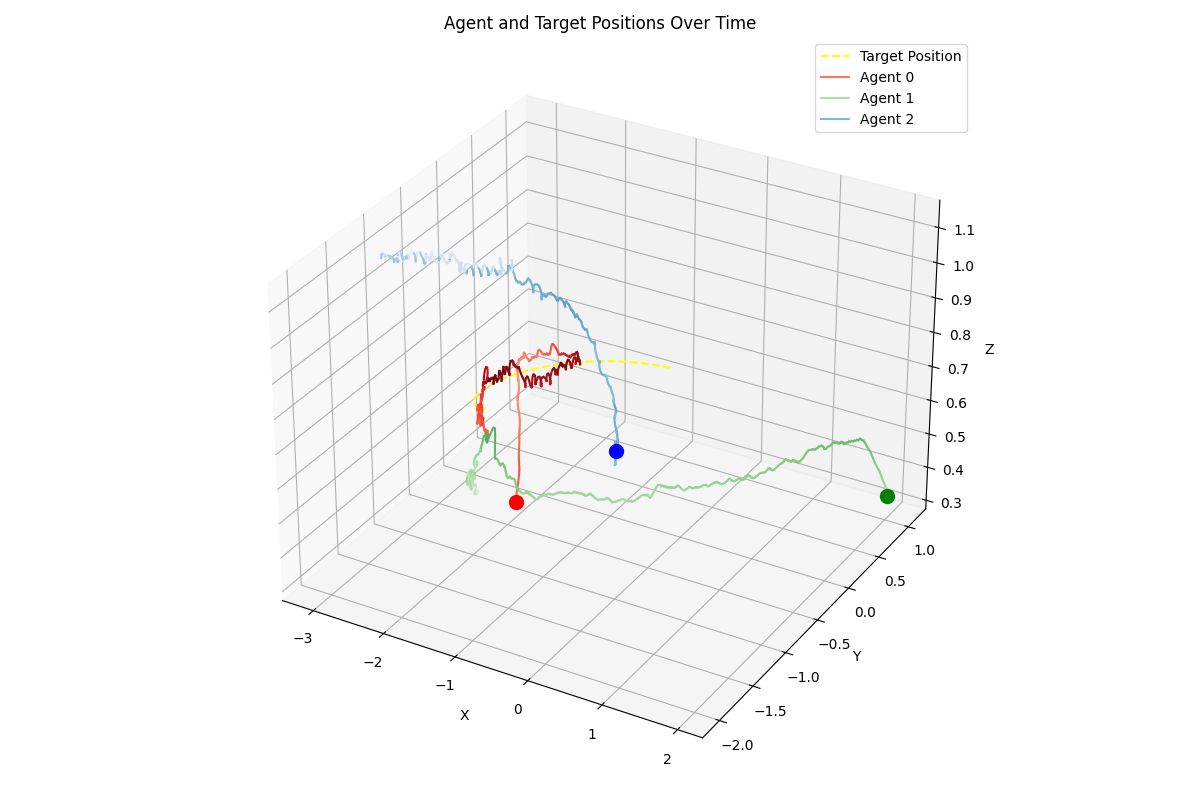 Agent and Target Positions Over Time
Target Position
Agent 0
Agent 1
Agent 2
1.1
1.0
0.9
0.8
0.7
0.6
0.5
0.4
0.3
Z
1.0
0.5
0.0
−0.5
−1.0
−1.5
−2.0
Y
−3
−2
−1
0
1
2
X